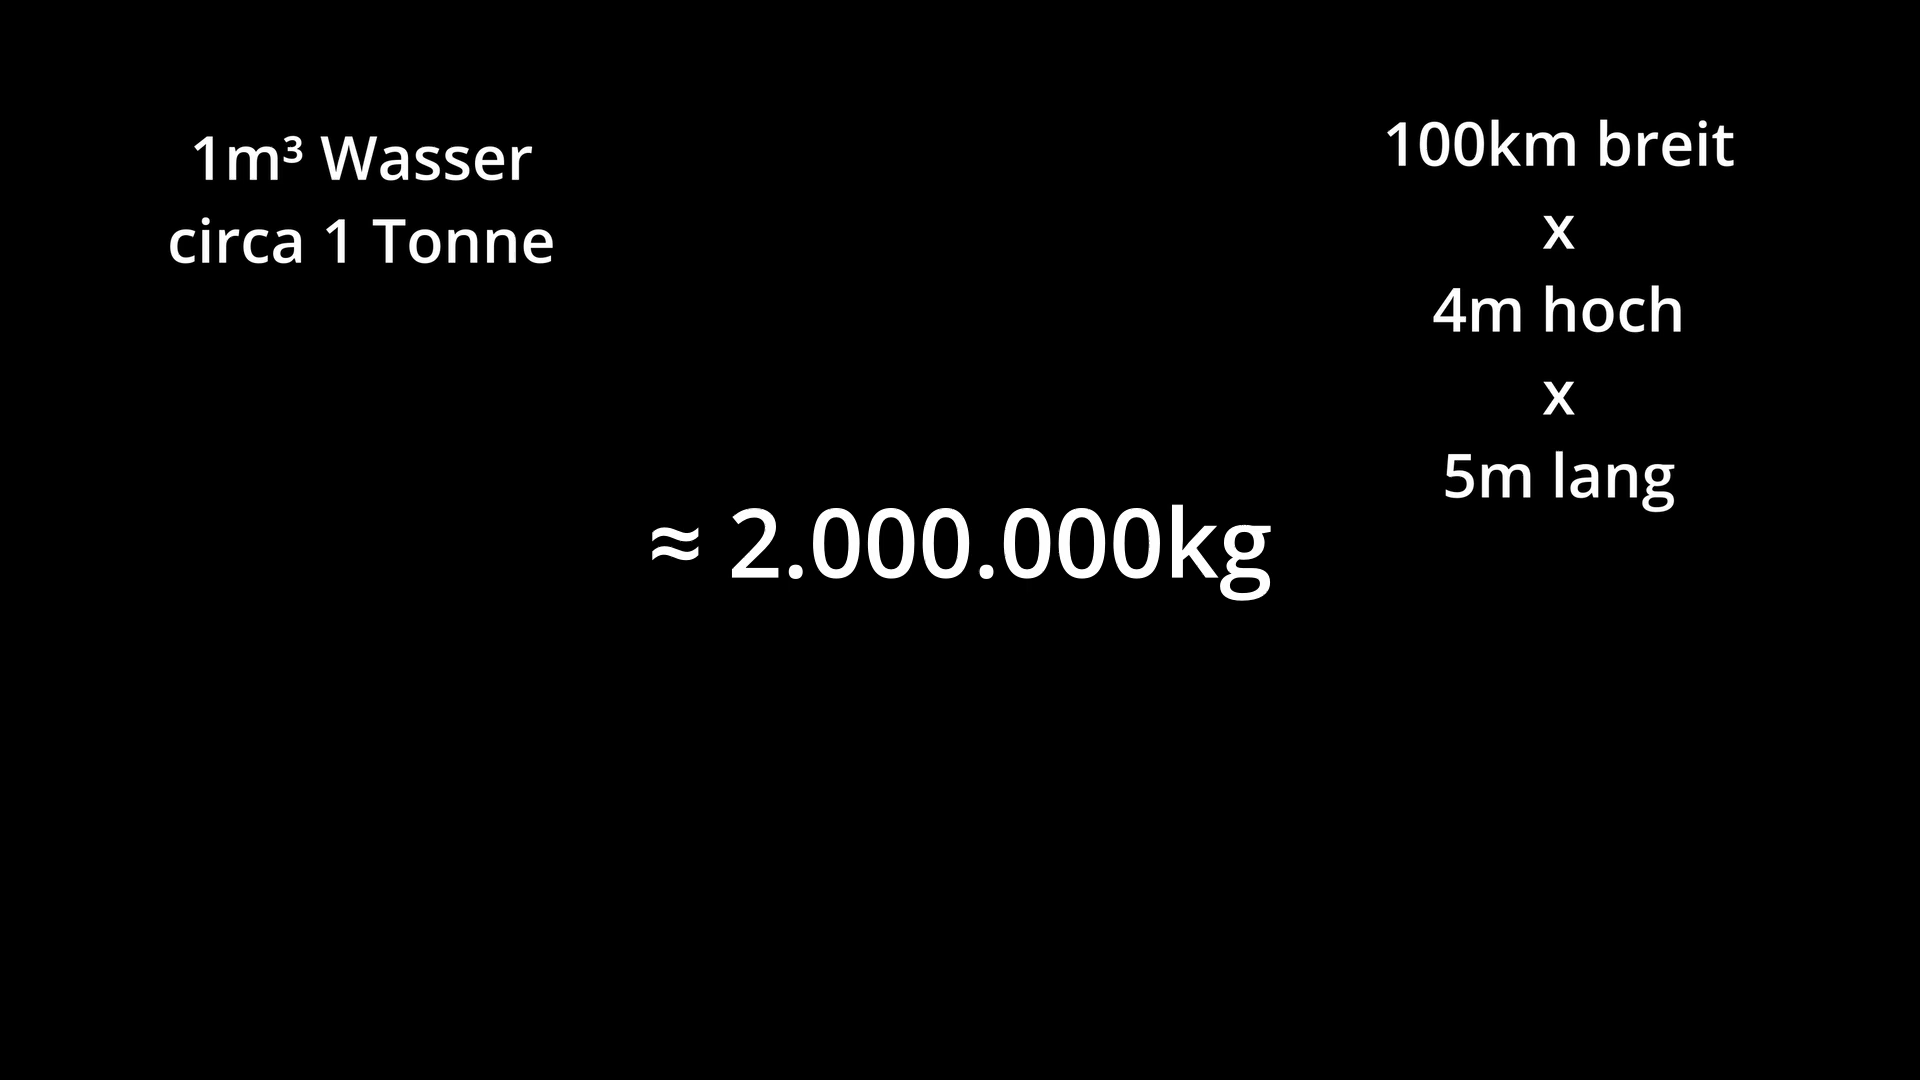 1m³ Wasser
circa 1 Tonne
100km breit
x
4m hoch
x
5m lang
≈ 2.000.000kg